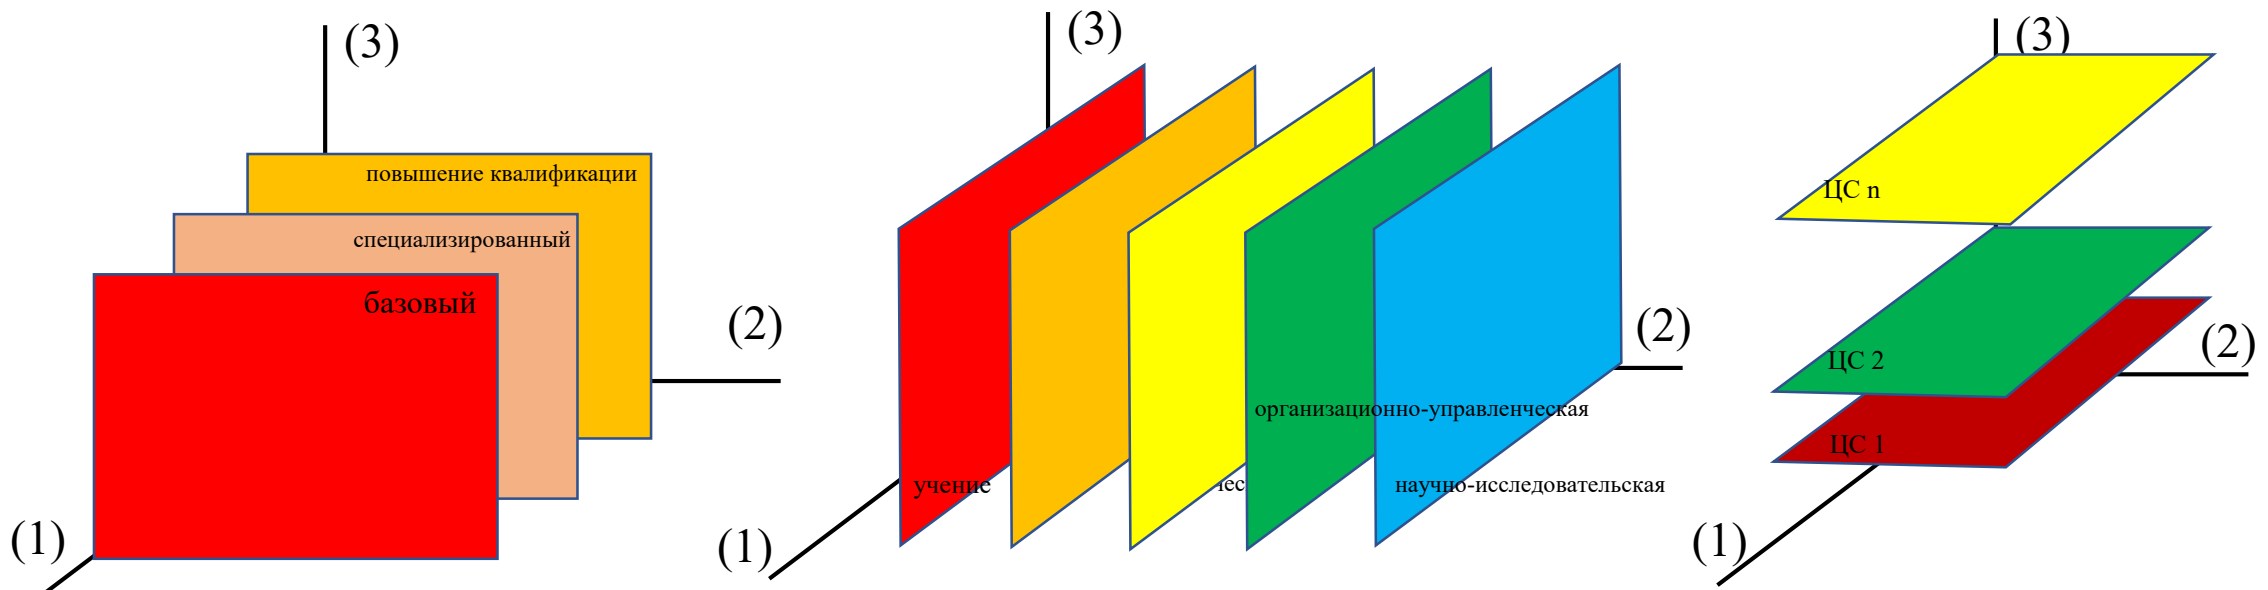 (3)
повышение квалификации
специализированный
базовый
(2)
(1)
(3)
(2)
организационно-управленческая
учение
научно-исследовательская
(1)
(3)
ЦС n
(2)
ЦС 2
ЦС 1
(1)